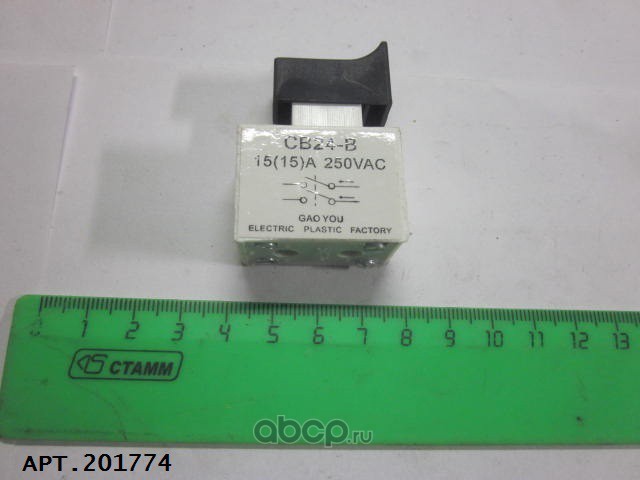 CB24-B
15(15)A 250VAC
GAO YOU
ELECTRIC PLASTIC FACTORY
0 1 2 3 4 5 6 7 8 9 10 11 12 13
СТАММ
abcp.ru
АРТ.201774